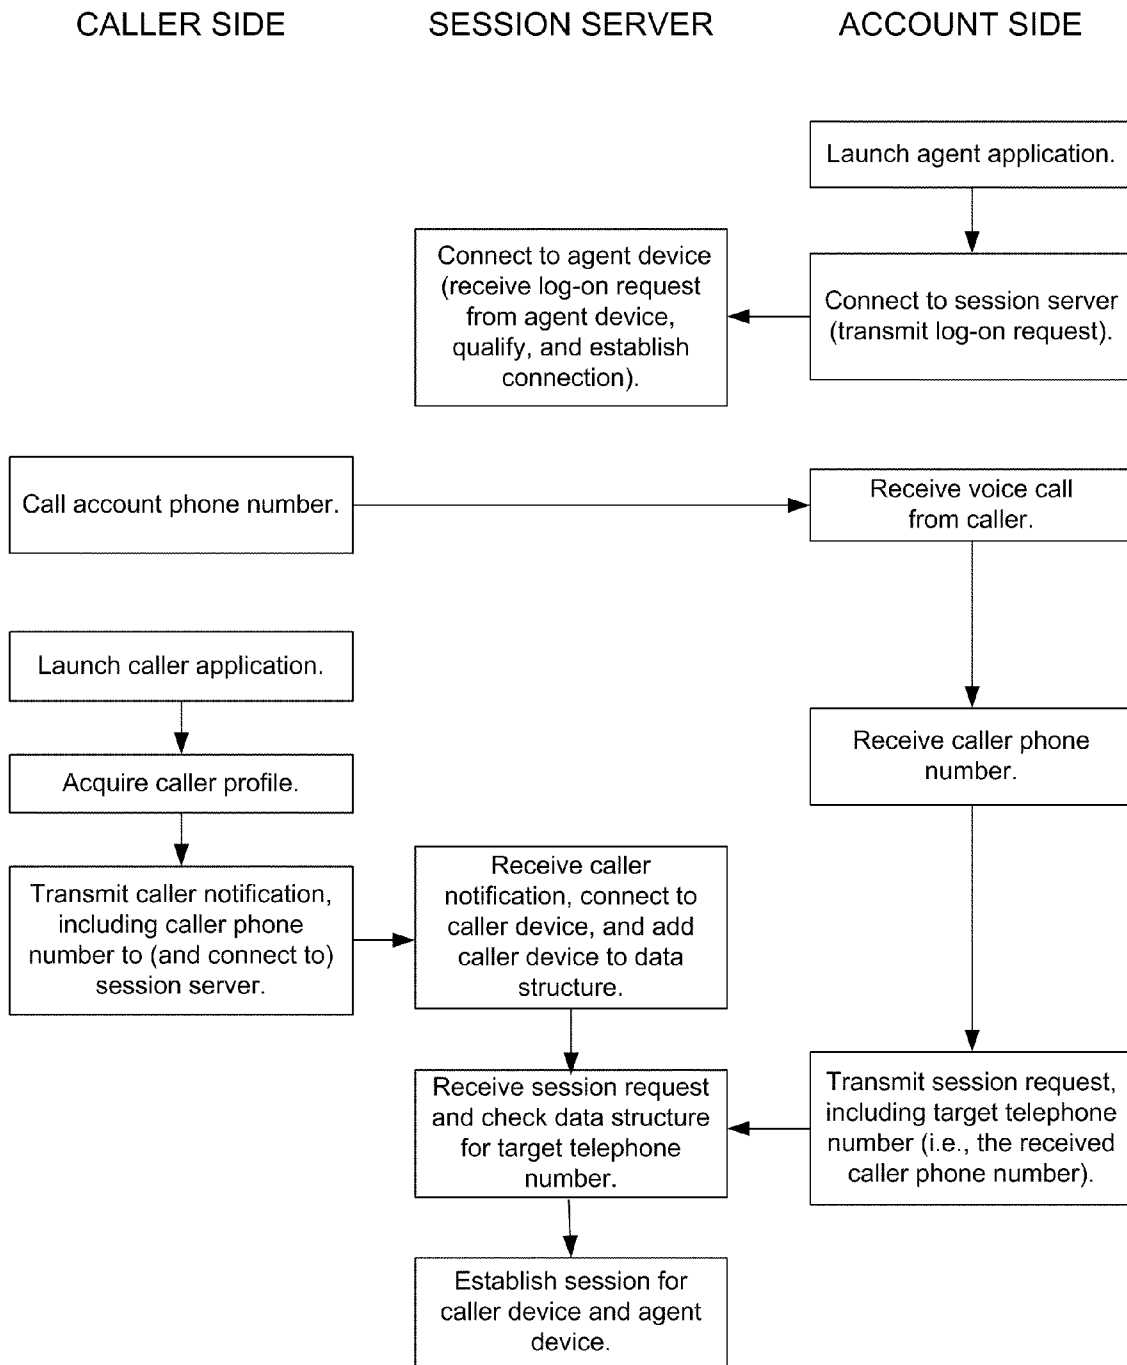 CALLER SIDE
SESSION SERVER
ACCOUNT SIDE
Launch agent application.
Connect to agent device
(receive log-on request
from agent device,
qualify, and establish
connection).
Connect to session server
(transmit log-on request).
Call account phone number.
Receive voice call
from caller.
Launch caller application.
Acquire caller profile.
Receive caller phone
number.
Transmit caller notification,
including caller phone
number to (and connect to)
session server.
Receive caller
notification, connect to
caller device, and add
caller device to data
structure.
Receive session request
and check data structure
for target telephone
number.
Transmit session request,
including target telephone
number (i.e., the received
caller phone number).
Establish session for
caller device and agent
device.